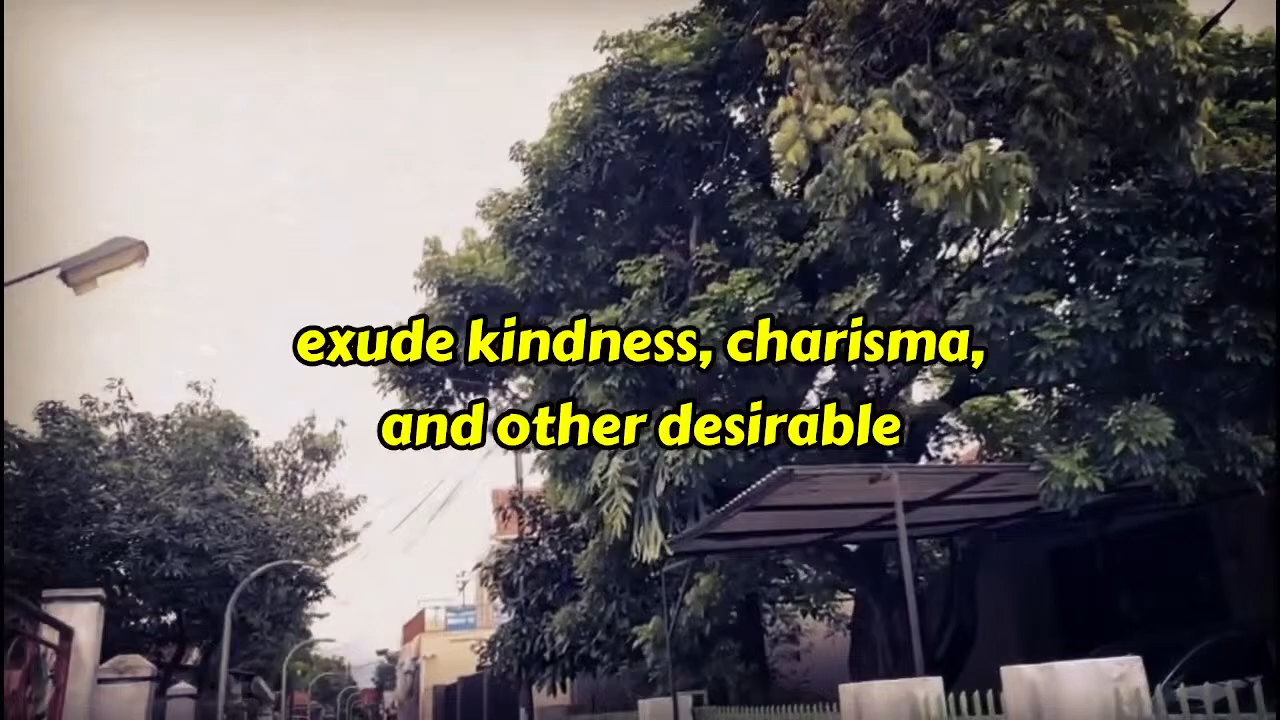 exude kindness, charisma,
and other desirable